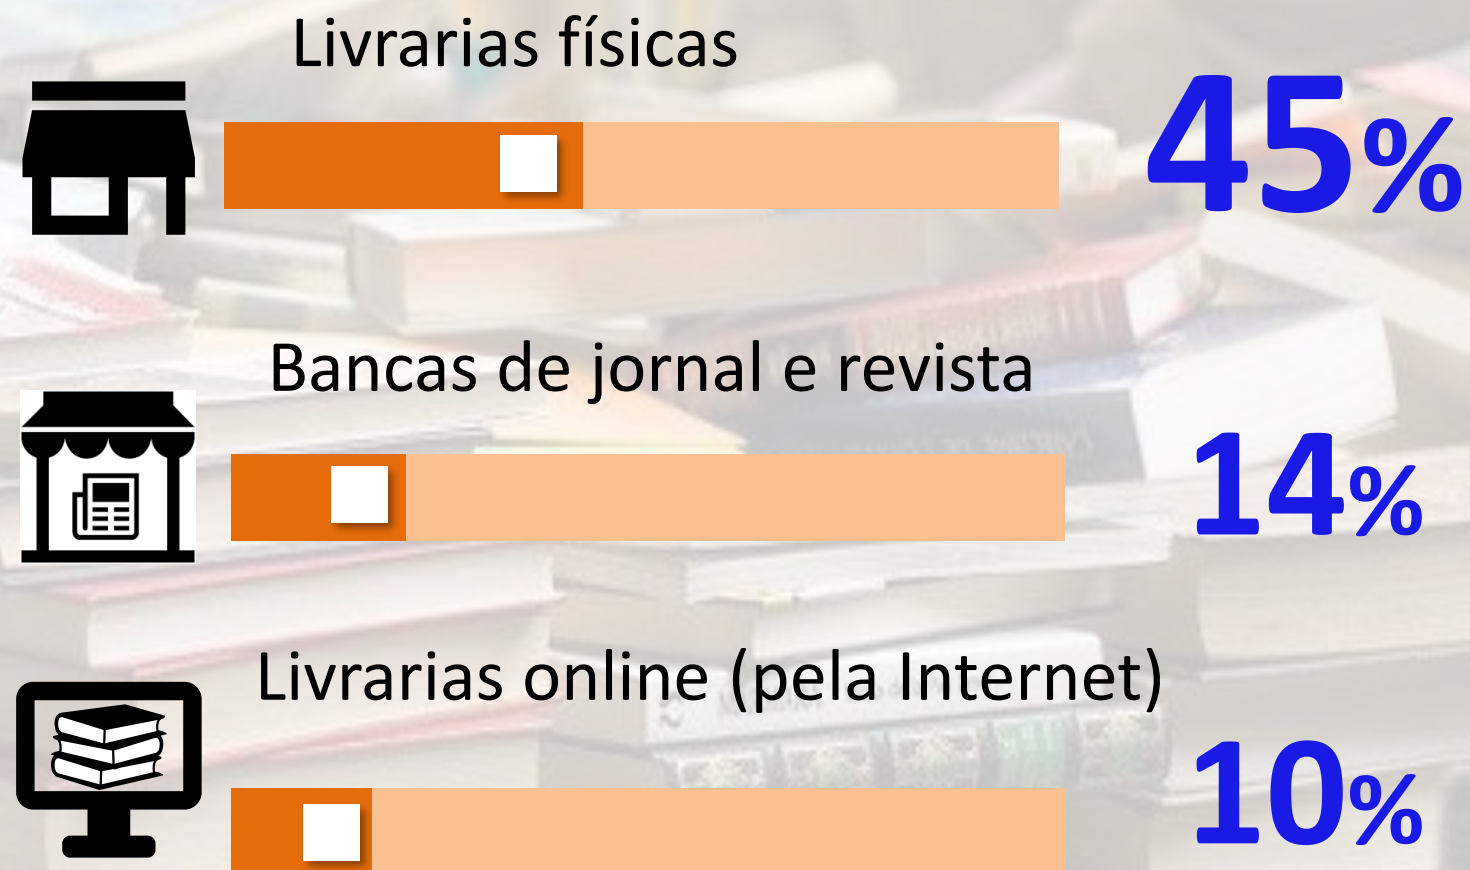 Livrarias físicas
45%
Bancas de jornal e revista
14%
Livrarias online (pela Internet)
10%